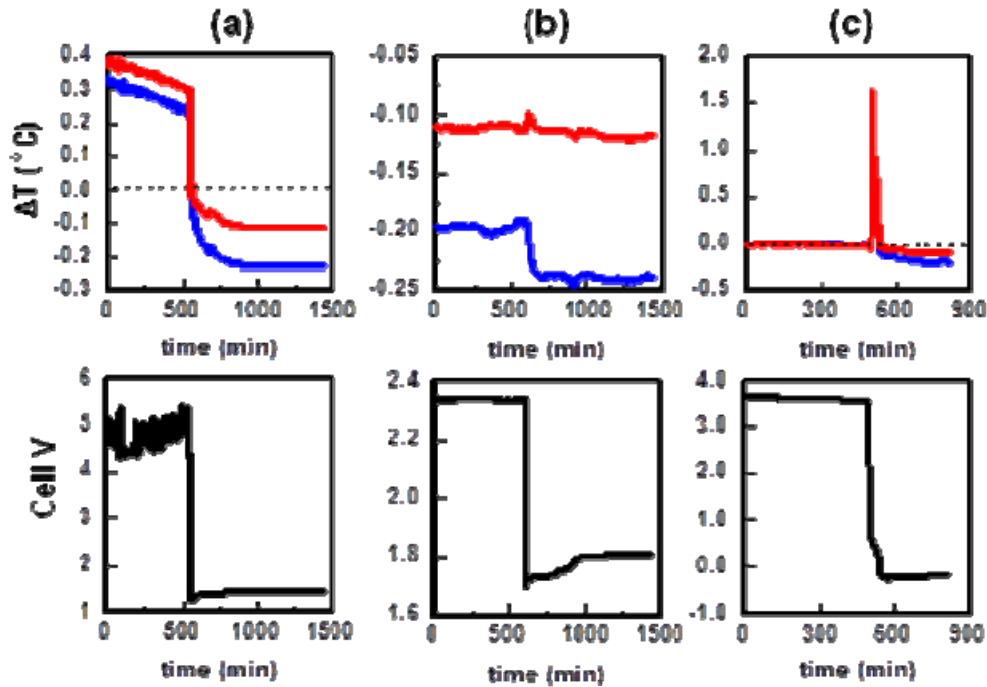 (a) (b) (c)
ΔT (°C)
0.4
0.3
0.2
0.1
0.0
-0.1
-0.2
-0.3
0 500 1000 1500
time (min)
-0.05
-0.10
-0.15
-0.20
-0.25
0 500 1000 1500
time (min)
2.0
1.5
1.0
0.5
0.0
-0.5
0 300 600 900
time (min)
Cell V
6
5
4
3
2
1
0 500 1000 1500
time (min)
2.4
2.2
2.0
1.8
1.6
0 500 1000 1500
time (min)
4.0
3.0
2.0
1.0
0.0
-1.0
0 300 600 900
time (min)